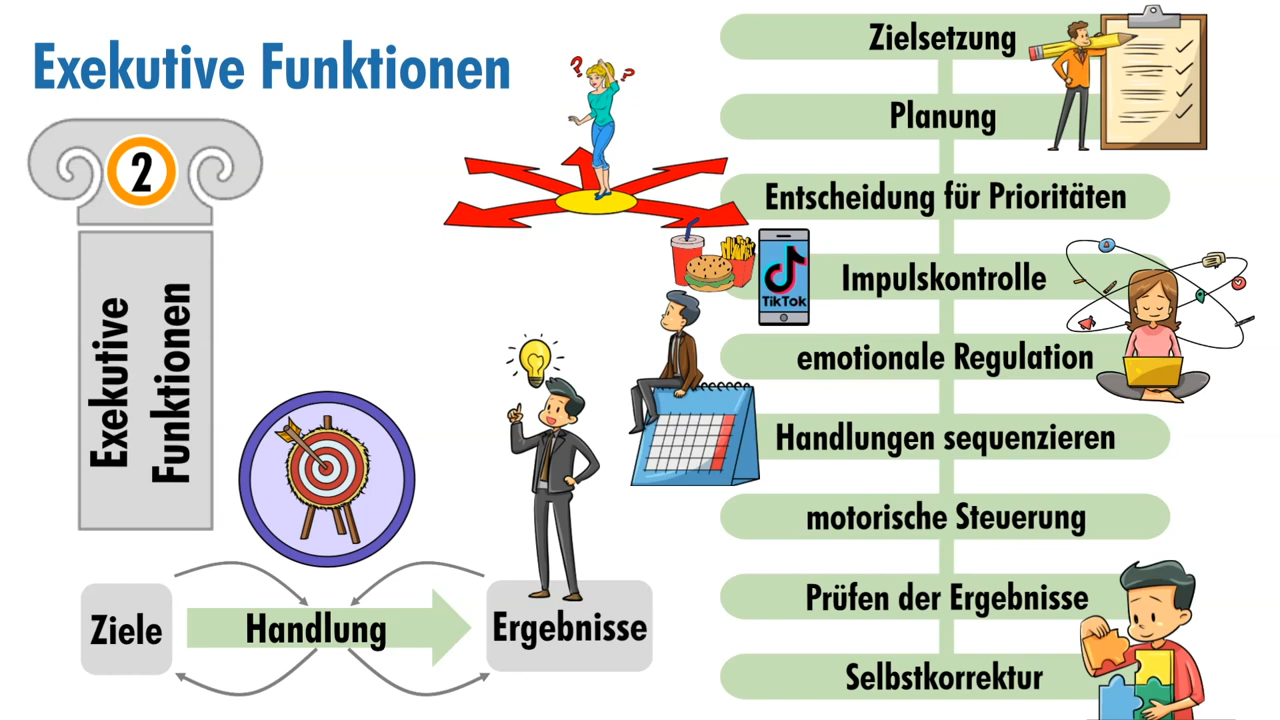 Exekutive Funktionen
2
Exekutive
Funktionen
Ziele
Handlung
Ergebnisse
? ?
Zielsetzung
Planung
Entscheidung für Prioritäten
TikTok
Impulskontrolle
emotionale Regulation
Handlungen sequenzieren
motorische Steuerung
Prüfen der Ergebnisse
Selbstkorrektur